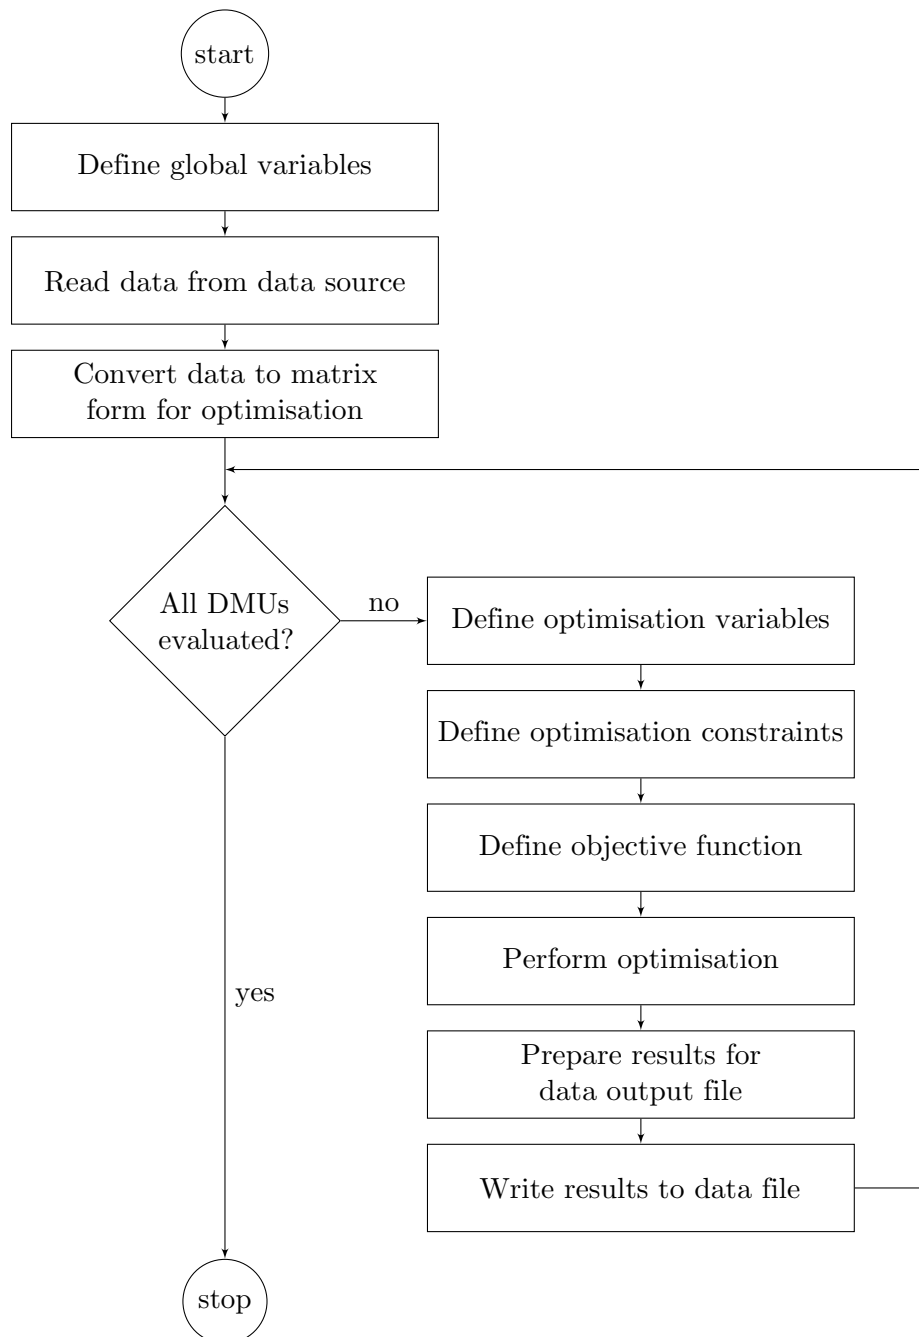 start
Define global variables
Read data from data source
Convert data to matrix
form for optimisation
All DMUs
evaluated?
no
Define optimisation variables
Define optimisation constraints
Define objective function
Perform optimisation
yes
Prepare results for
data output file
Write results to data file
stop